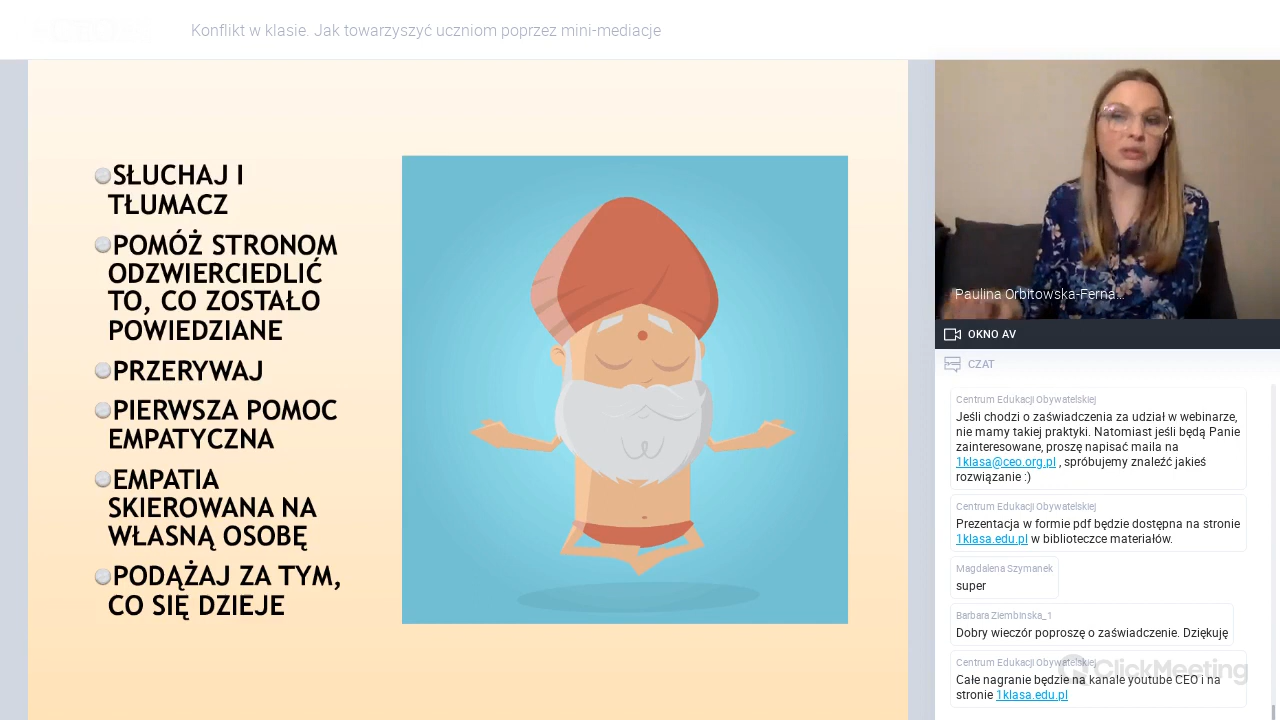 Konflikt w klasie. Jak towarzyszyć uczniom poprzez mini-mediacje
SŁUCHAJ I
TŁUMACZ
POMÓŻ STRONOM
ODZWIERCIEDLIĆ
TO, CO ZOSTAŁO
POWIEDZIANE
PRZERYWAJ
PIERWSZA POMOC
EMPATYCZNA
EMPATIA
SKIEROWANA NA
WŁASNĄ OSOBĘ
PODĄŻAJ ZA TYM,
CO SIĘ DZIEJE
Paulina Orbitowska-Ferna...
OKNO AV
CZAT
Centrum Edukacji Obywatelskiej
Jeśli chodzi o zaświadczenia za udział w webinarze,
nie mamy takiej praktyki. Natomiast jeśli będą Panie
zainteresowane, proszę napisać maila na
1klasa@ceo.org.pl , spróbujemy znaleźć jakieś
rozwiązanie :)
Centrum Edukacji Obywatelskiej
Prezentacja w formie pdf będzie dostępna na stronie
1klasa.edu.pl w biblioteczce materiałów.
Magdalena Szymanek
super
Barbara Ziembinska_1
Dobry wieczór poproszę o zaświadczenie. Dziękuję
Centrum Edukacji Obywatelskiej
Całe nagranie będzie na kanale youtube CEO i na
stronie 1klasa.edu.pl
ClickMeeting